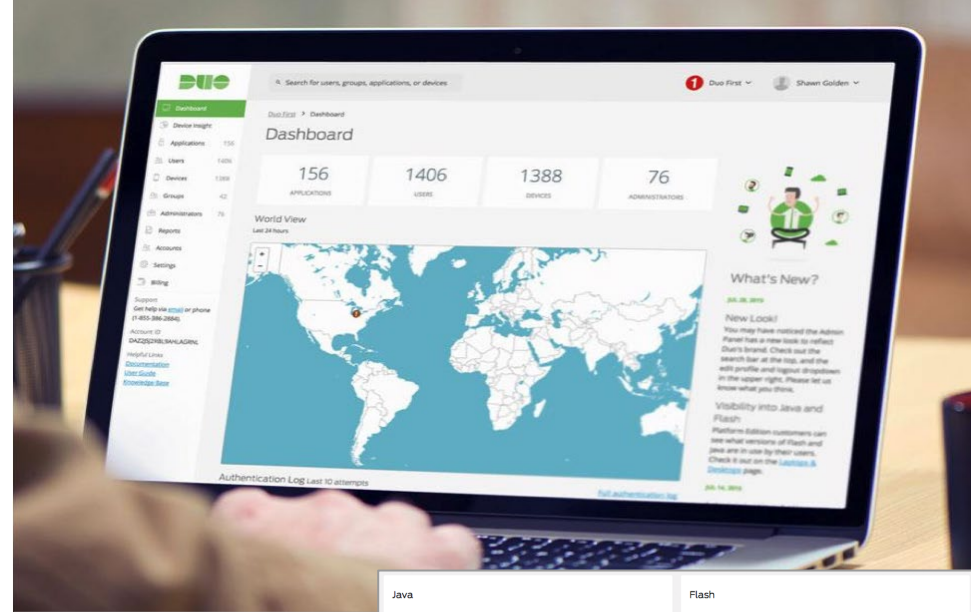 DUO
Search for users, groups, applications, or devices
1 Duo First
Shawn Golden
Dashboard
Device Insight
Applications 156
Users 1406
Devices 1388
Groups 42
Administrators 76
Reports
Accounts
Settings
Billing
Support
Get help via email or phone
(1-855-386-2884).
Account ID
Helpful Links
Documentation
User Guide
Knowledge Base
Duo First > Dashboard
Dashboard
156
APPLICATIONS
1406
USERS
1388
DEVICES
76
ADMINISTRATORS
World View
Last 24 hours
+
−
Authentication Log Last 10 attempts
Full authentication log
What's New?
New Look!
You may have noticed the Admin
Panel has a new look to reflect
Duo's brand. Check out the
search bar at the top, and the
edit profile and logout dropdown
in the upper right. Please let us
know what you think.
Visibility into Java and
Flash
Platform Edition customers can
see what versions of Flash and
Java are in use by their users.
Check it out on the Laptops &
Desktops page.
Java
Flash